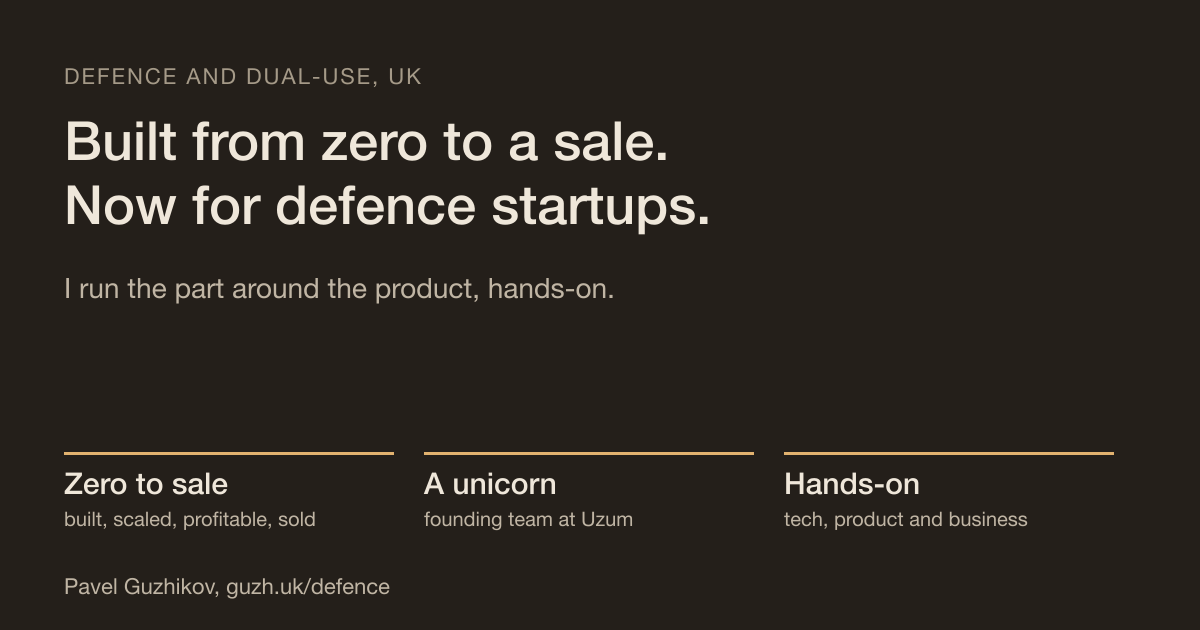 DEFENCE AND DUAL-USE, UK
Built from zero to a sale.
Now for defence startups.
I run the part around the product, hands-on.
Zero to sale
built, scaled, profitable, sold
A unicorn
founding team at Uzum
Hands-on
tech, product and business
Pavel Guzhikov, guzh.uk/defence